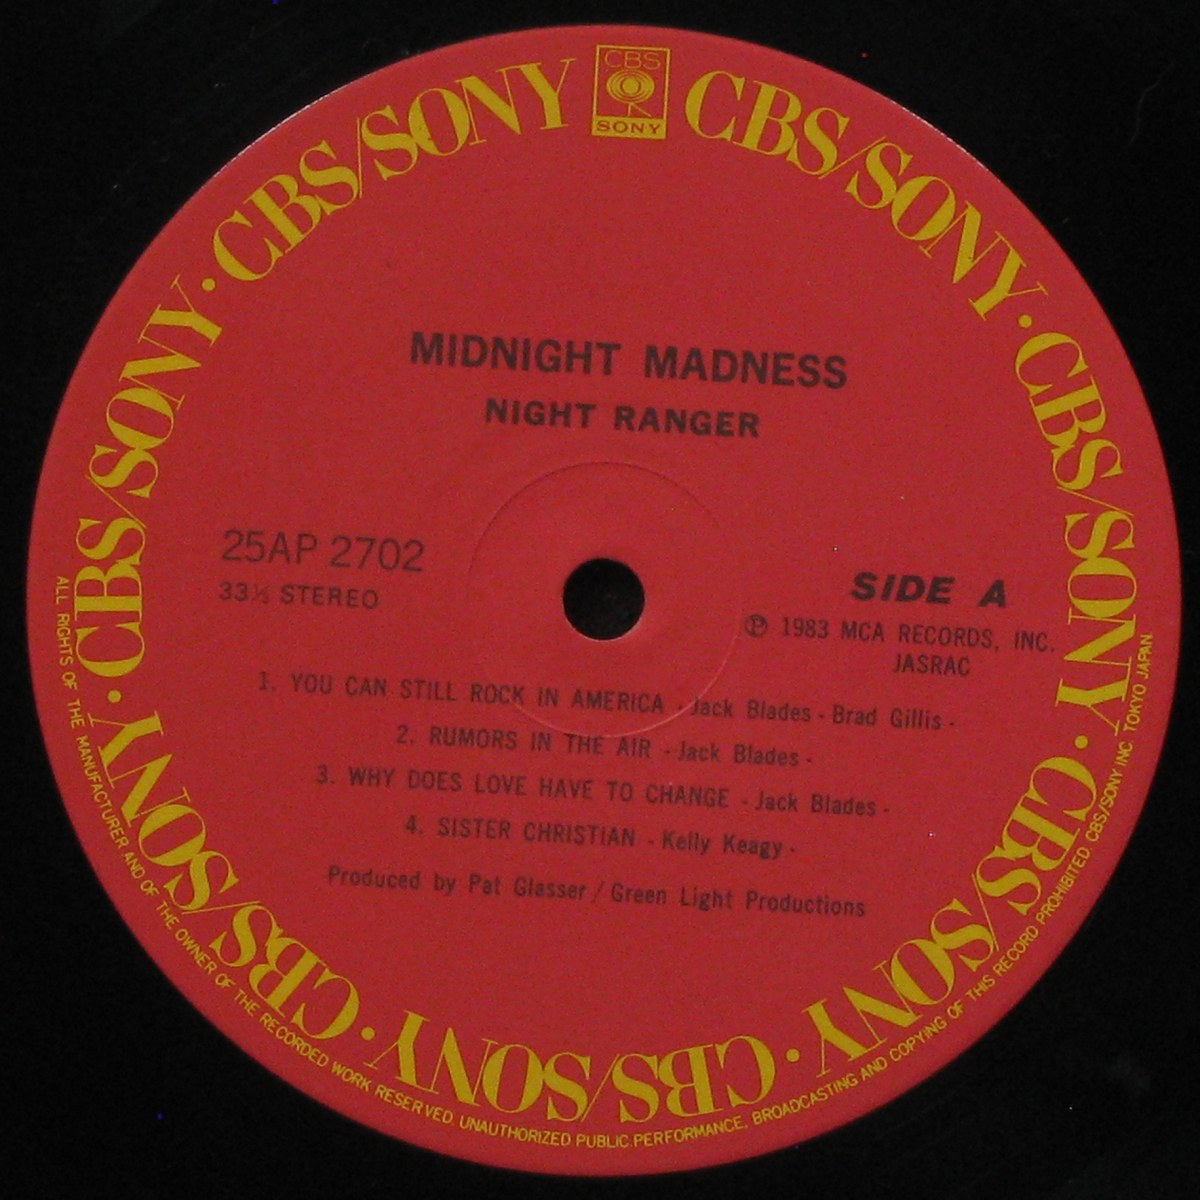 CBS
SONY
CBS/SONY · CBS/SONY · CBS/SONY · CBS/SONY · CBS/SONY · CBS/SONY · CBS/SONY
MIDNIGHT MADNESS
NIGHT RANGER
25AP 2702
33⅓ STEREO
SIDE A
℗ 1983 MCA RECORDS, INC.
JASRAC
1. YOU CAN STILL ROCK IN AMERICA - Jack Blades - Brad Gillis -
2. RUMORS IN THE AIR - Jack Blades -
3. WHY DOES LOVE HAVE TO CHANGE - Jack Blades -
4. SISTER CHRISTIAN - Kelly Keagy -
Produced by Pat Glasser / Green Light Productions
ALL RIGHTS OF THE MANUFACTURER AND OF THE OWNER OF THE RECORDED WORK RESERVED. UNAUTHORIZED PUBLIC PERFORMANCE, BROADCASTING AND COPYING OF THIS RECORD PROHIBITED CBS/SONY INC TOKYO JAPAN.